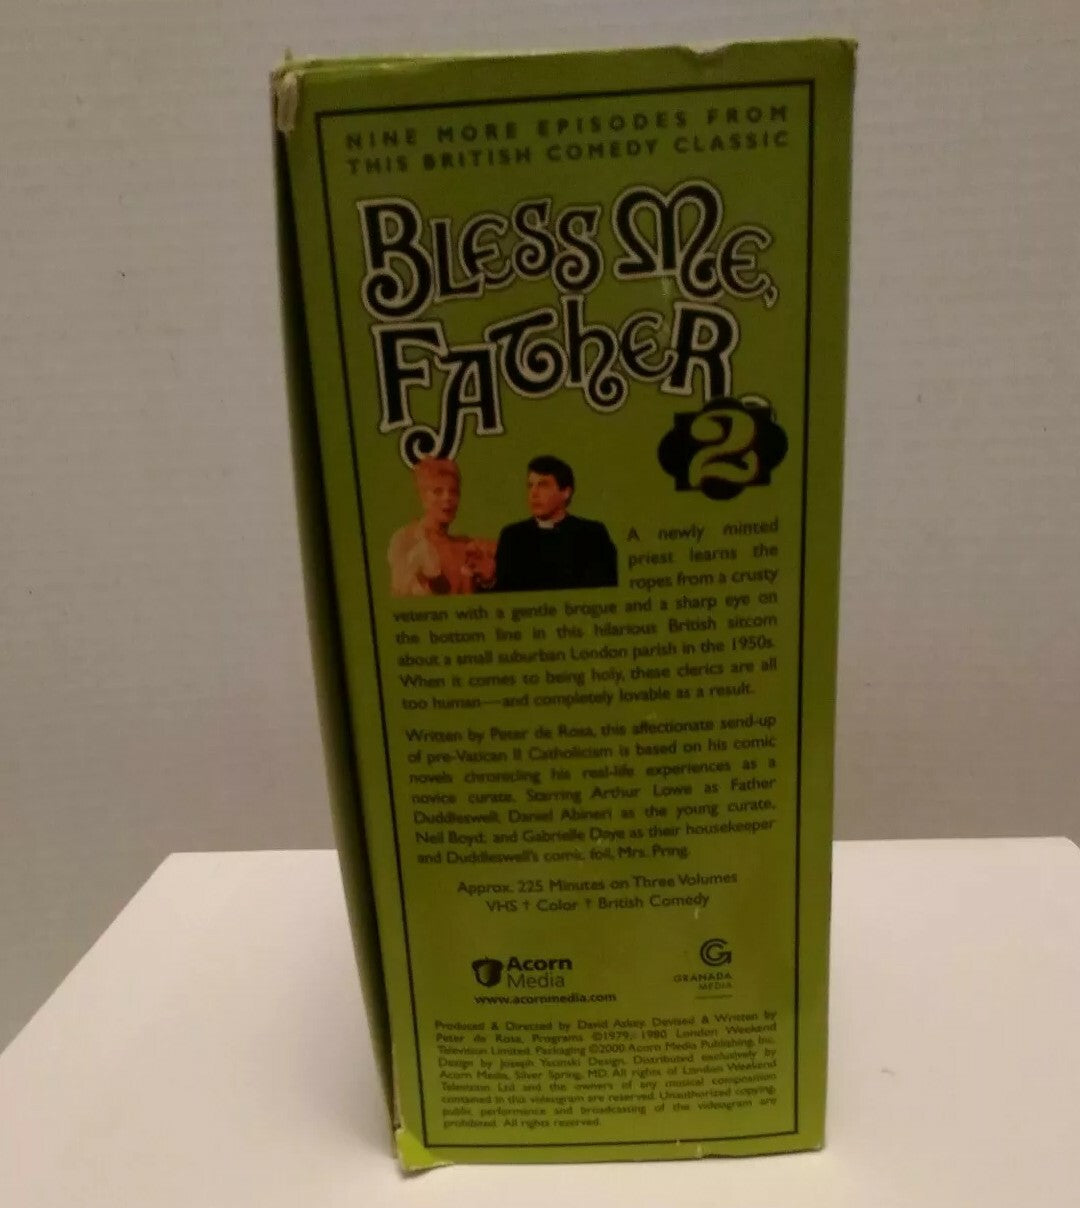 NINE MORE EPISODES FROM
THIS BRITISH COMEDY CLASSIC
BLESS ME,
FATHER
2
A newly minted
priest learns the
ropes from a crusty
veteran with a gentle brogue and a sharp eye on
the bottom line in this hilarious British sitcom
about a small suburban London parish in the 1950s.
When it comes to being holy, these clerics are all
too human—and completely lovable as a result.
Written by Peter de Rosa, this affectionate send-up
of pre-Vatican II Catholicism is based on his comic
novels chronicling his real-life experiences as a
novice curate. Starring Arthur Lowe as Father
Duddleswell, Daniel Abineri as the young curate,
Neil Boyd; and Gabrielle Daye as their housekeeper
and Duddleswell's comic foil, Mrs. Pring.
Approx. 225 Minutes on Three Volumes
VHS † Color † British Comedy
Acorn
Media
www.acornmedia.com
G
GRANADA
MEDIA
Produced & Directed by David Askey. Devised & Written by
Peter de Rosa. Programs ©1979, 1980 London Weekend
Television Limited. Packaging ©2000 Acorn Media Publishing, Inc.
Design by Joseph Yacinski Design. Distributed exclusively by
Acorn Media, Silver Spring, MD. All rights of London Weekend
Television Ltd and the owners of any musical composition
contained in this videogram are reserved. Unauthorized copying,
public performance and broadcasting of the videogram are
prohibited. All rights reserved.